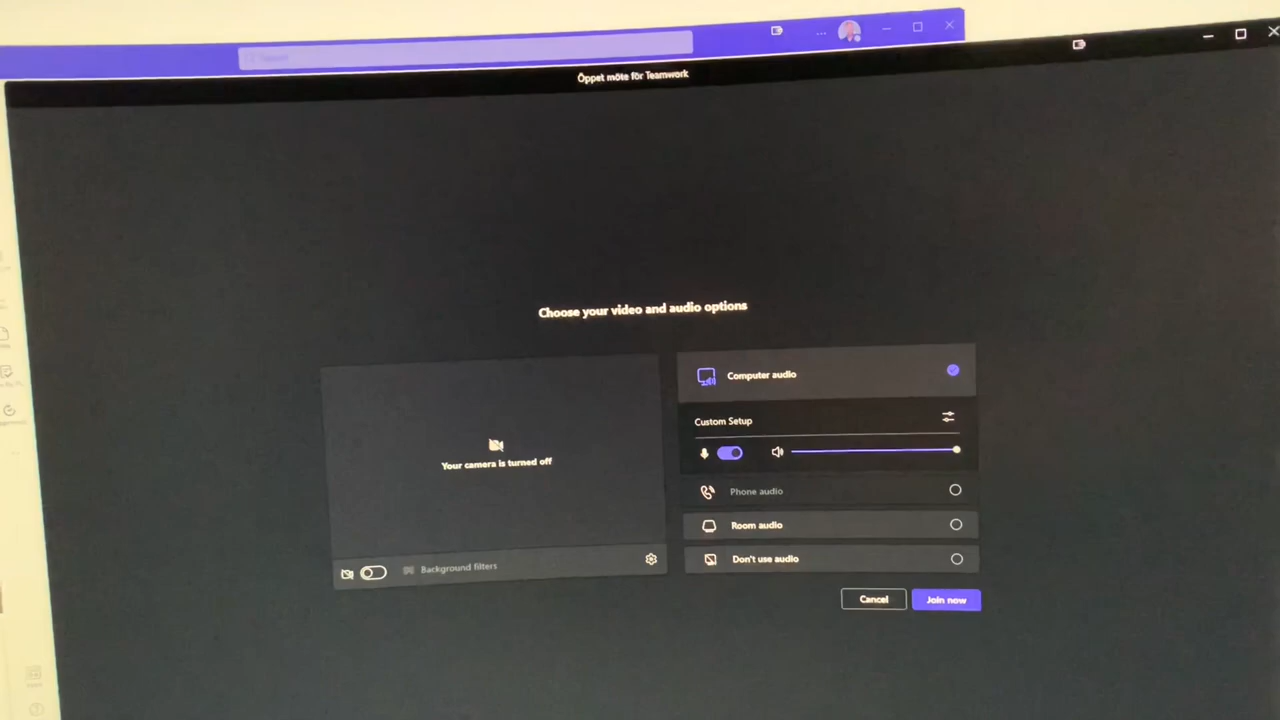 Öppet möte för Teamwork
Choose your video and audio options
Computer audio
Custom Setup
Your camera is turned off
Phone audio
Room audio
Don't use audio
Background filters
Cancel
Join now